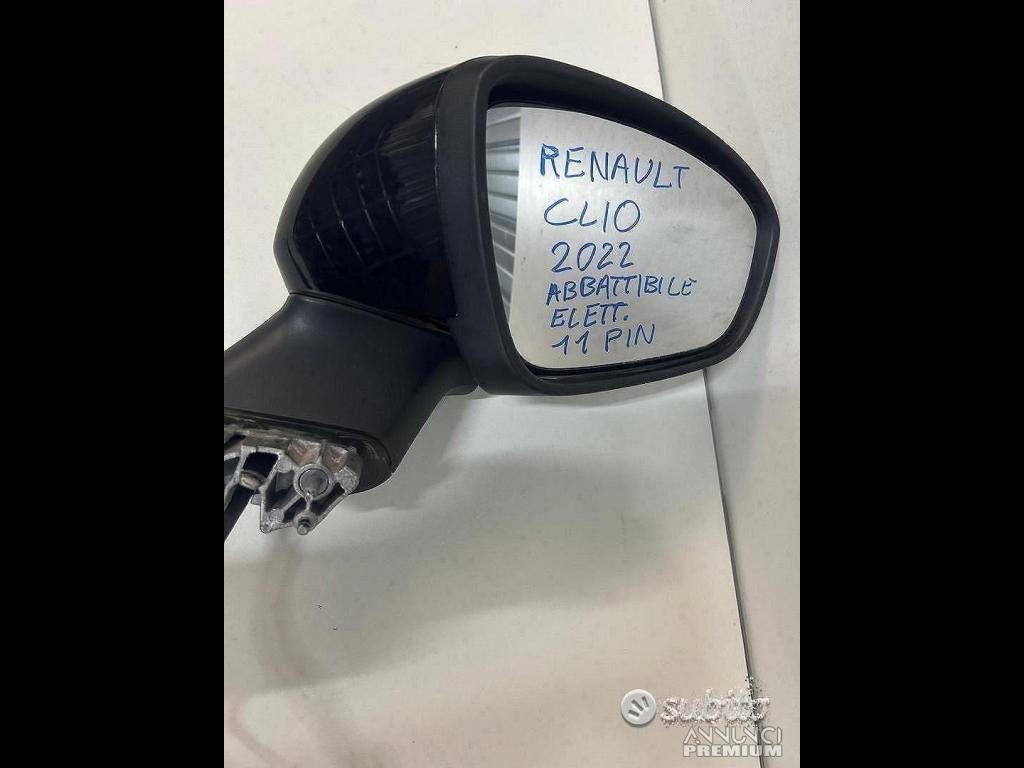 RENAULT
CLIO
2022
ABBATTIBILE
ELETT.
11 PIN
subito
ANNUNCI
PREMIUM